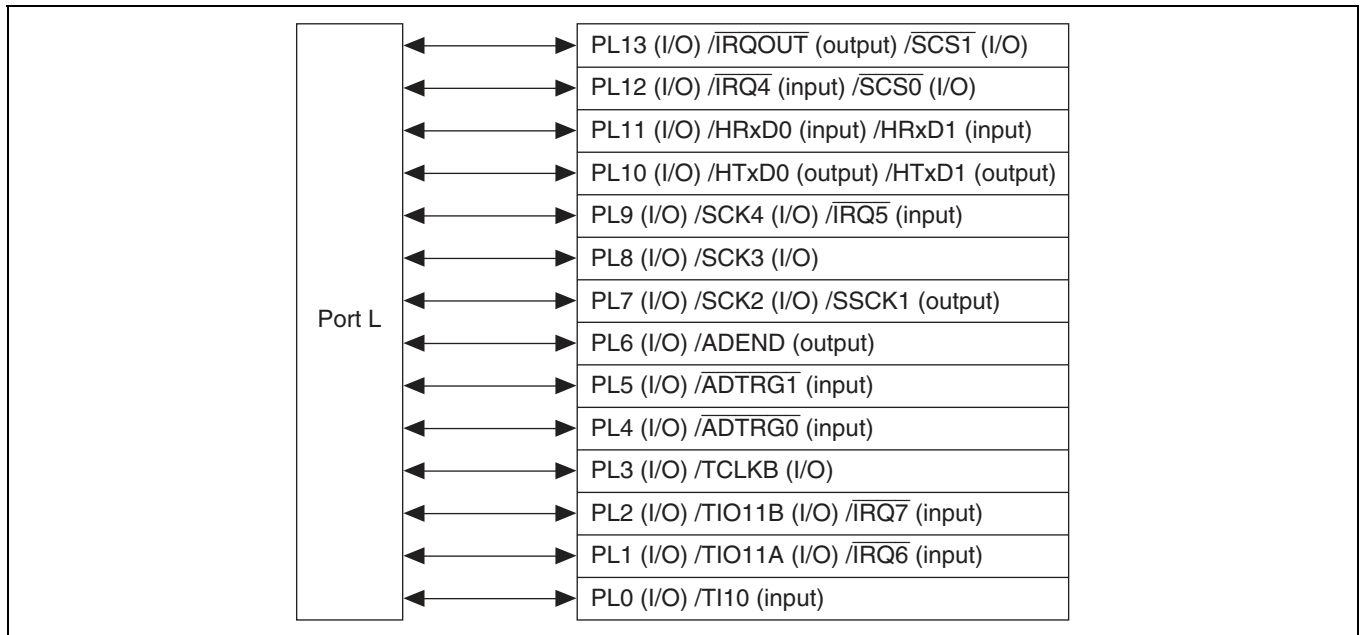 PL13 (I/O) /IRQOUT (output) /SCS1 (I/O)
PL12 (I/O) /IRQ4 (input) /SCS0 (I/O)
PL11 (I/O) /HRxD0 (input) /HRxD1 (input)
PL10 (I/O) /HTxD0 (output) /HTxD1 (output)
PL9 (I/O) /SCK4 (I/O) /IRQ5 (input)
PL8 (I/O) /SCK3 (I/O)
PL7 (I/O) /SCK2 (I/O) /SSCK1 (output)
Port L
PL6 (I/O) /ADEND (output)
PL5 (I/O) /ADTRG1 (input)
PL4 (I/O) /ADTRG0 (input)
PL3 (I/O) /TCLKB (I/O)
PL2 (I/O) /TIO11B (I/O) /IRQ7 (input)
PL1 (I/O) /TIO11A (I/O) /IRQ6 (input)
PL0 (I/O) /TI10 (input)